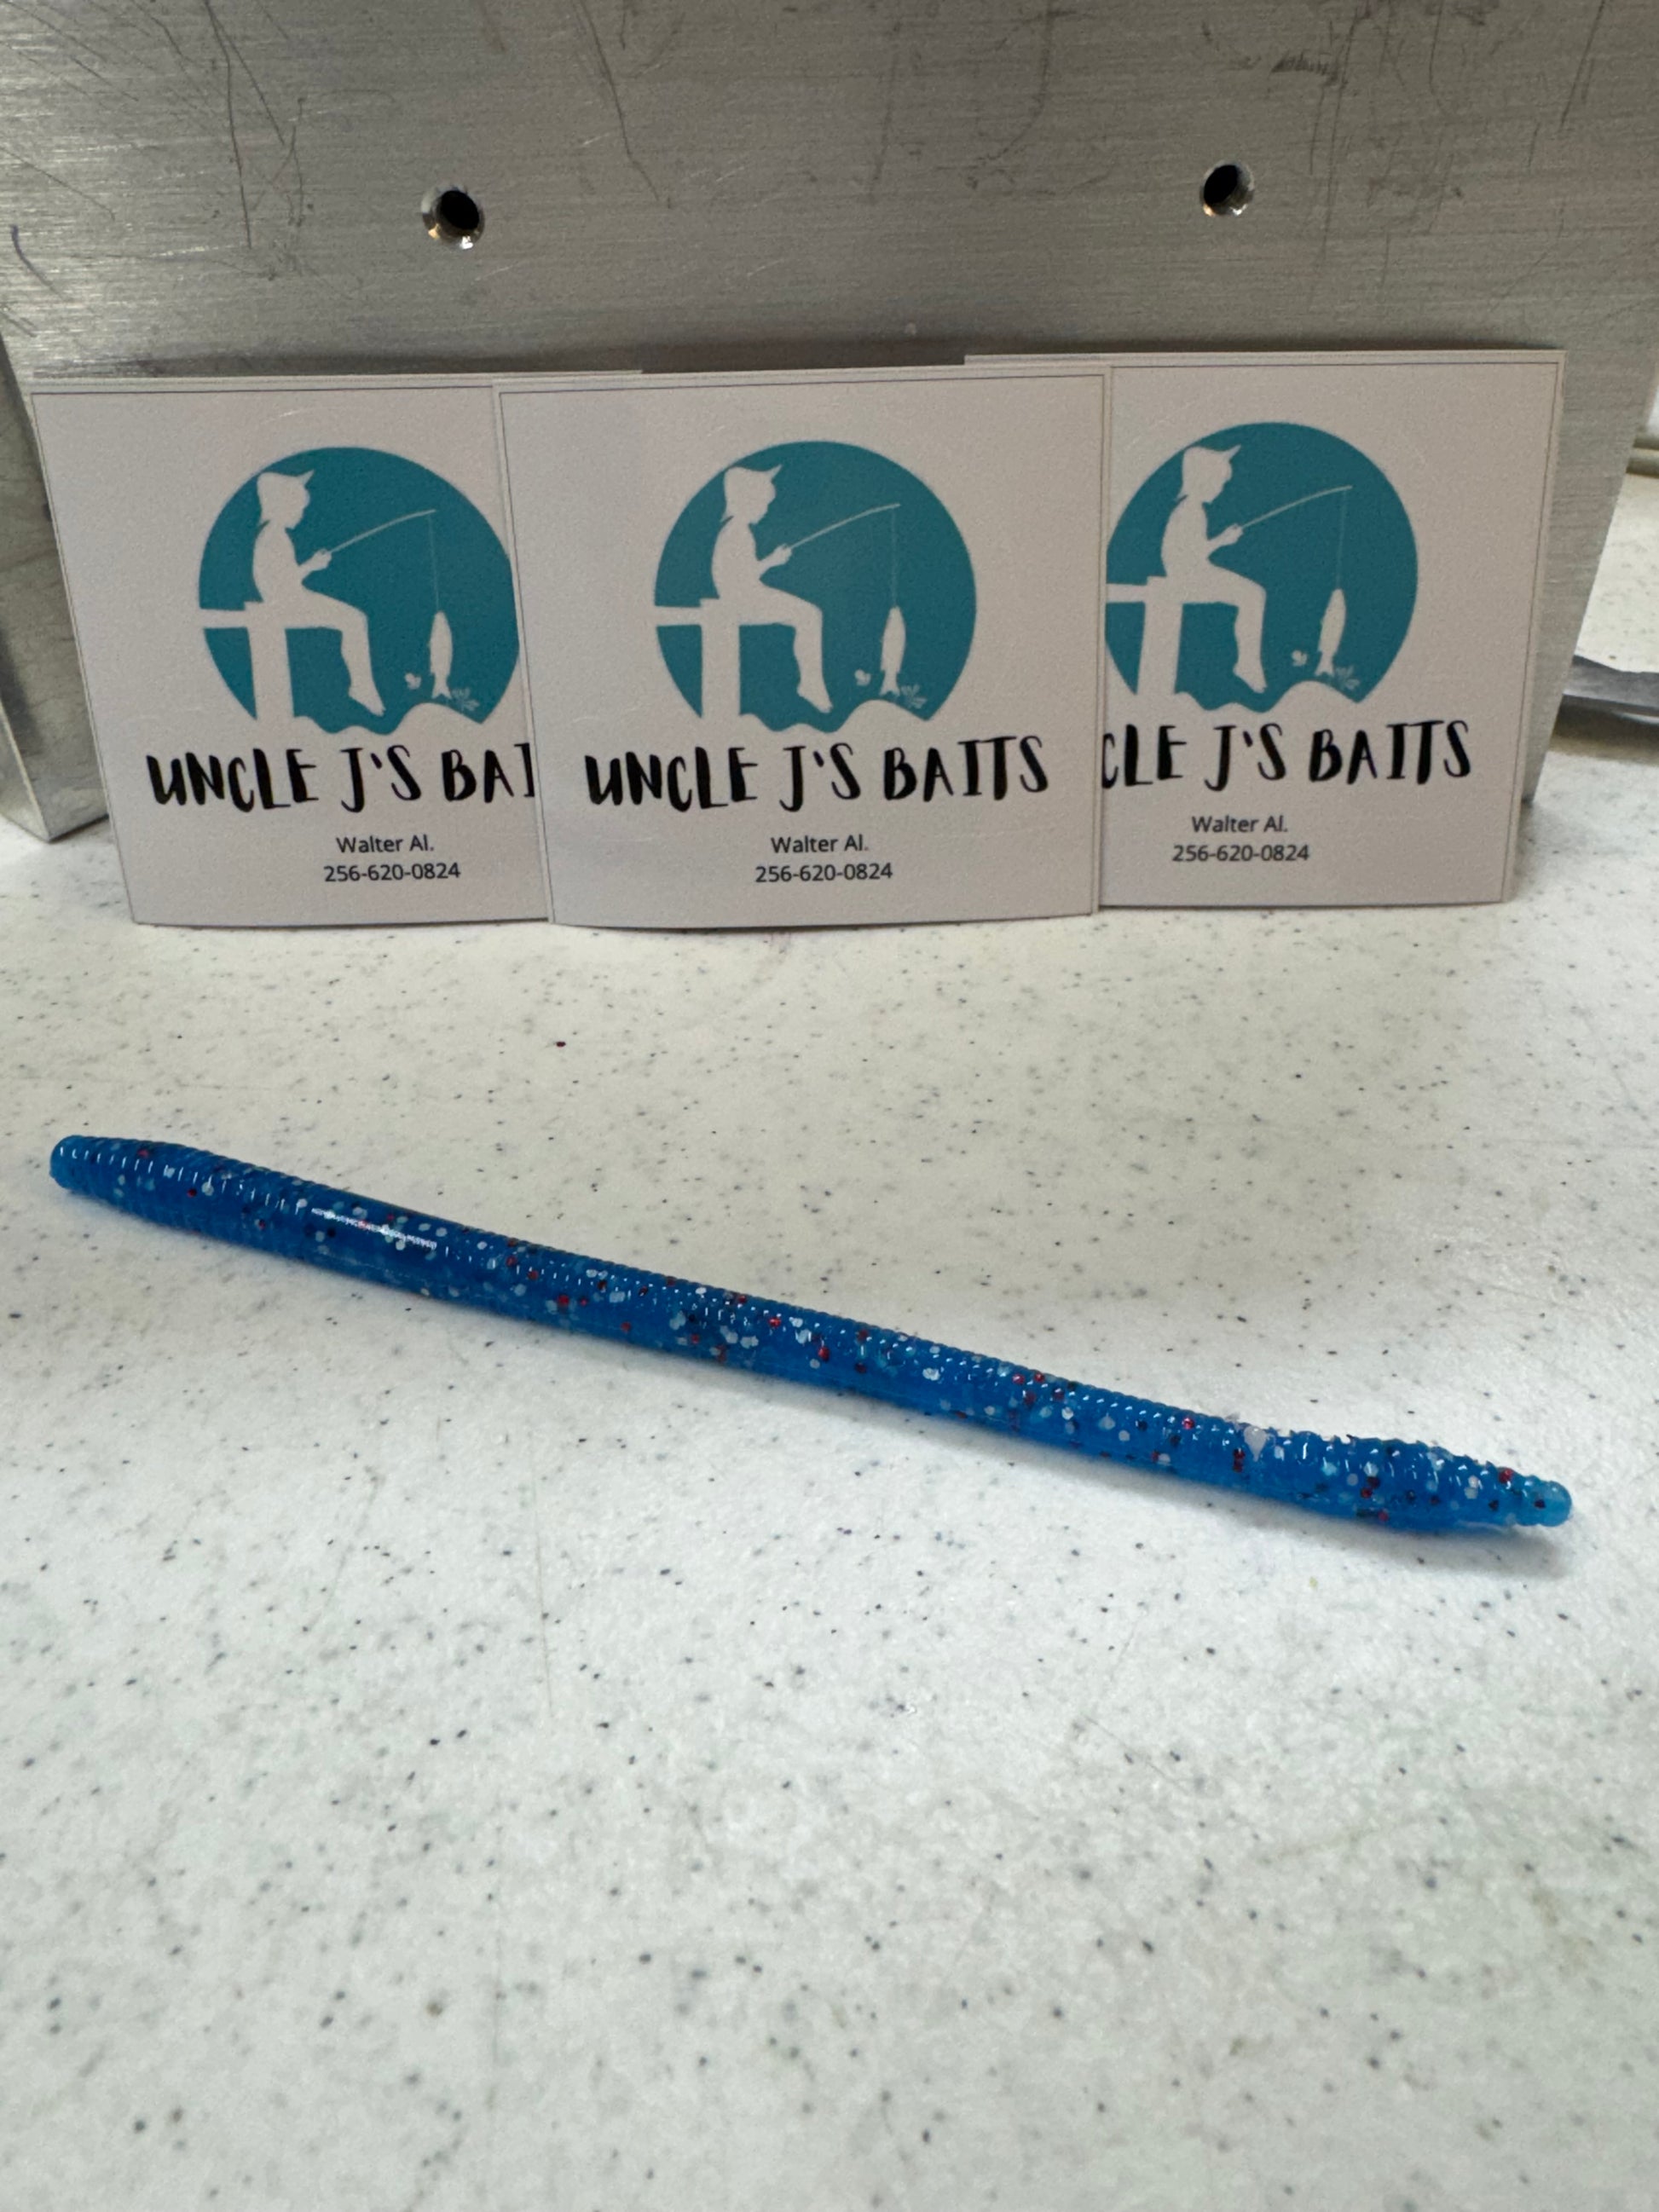 UNCLE J'S BAI
Walter Al.
256-620-0824
UNCLE J'S BAITS
Walter Al.
256-620-0824
CLE J'S BAITS
Walter Al.
256-620-0824